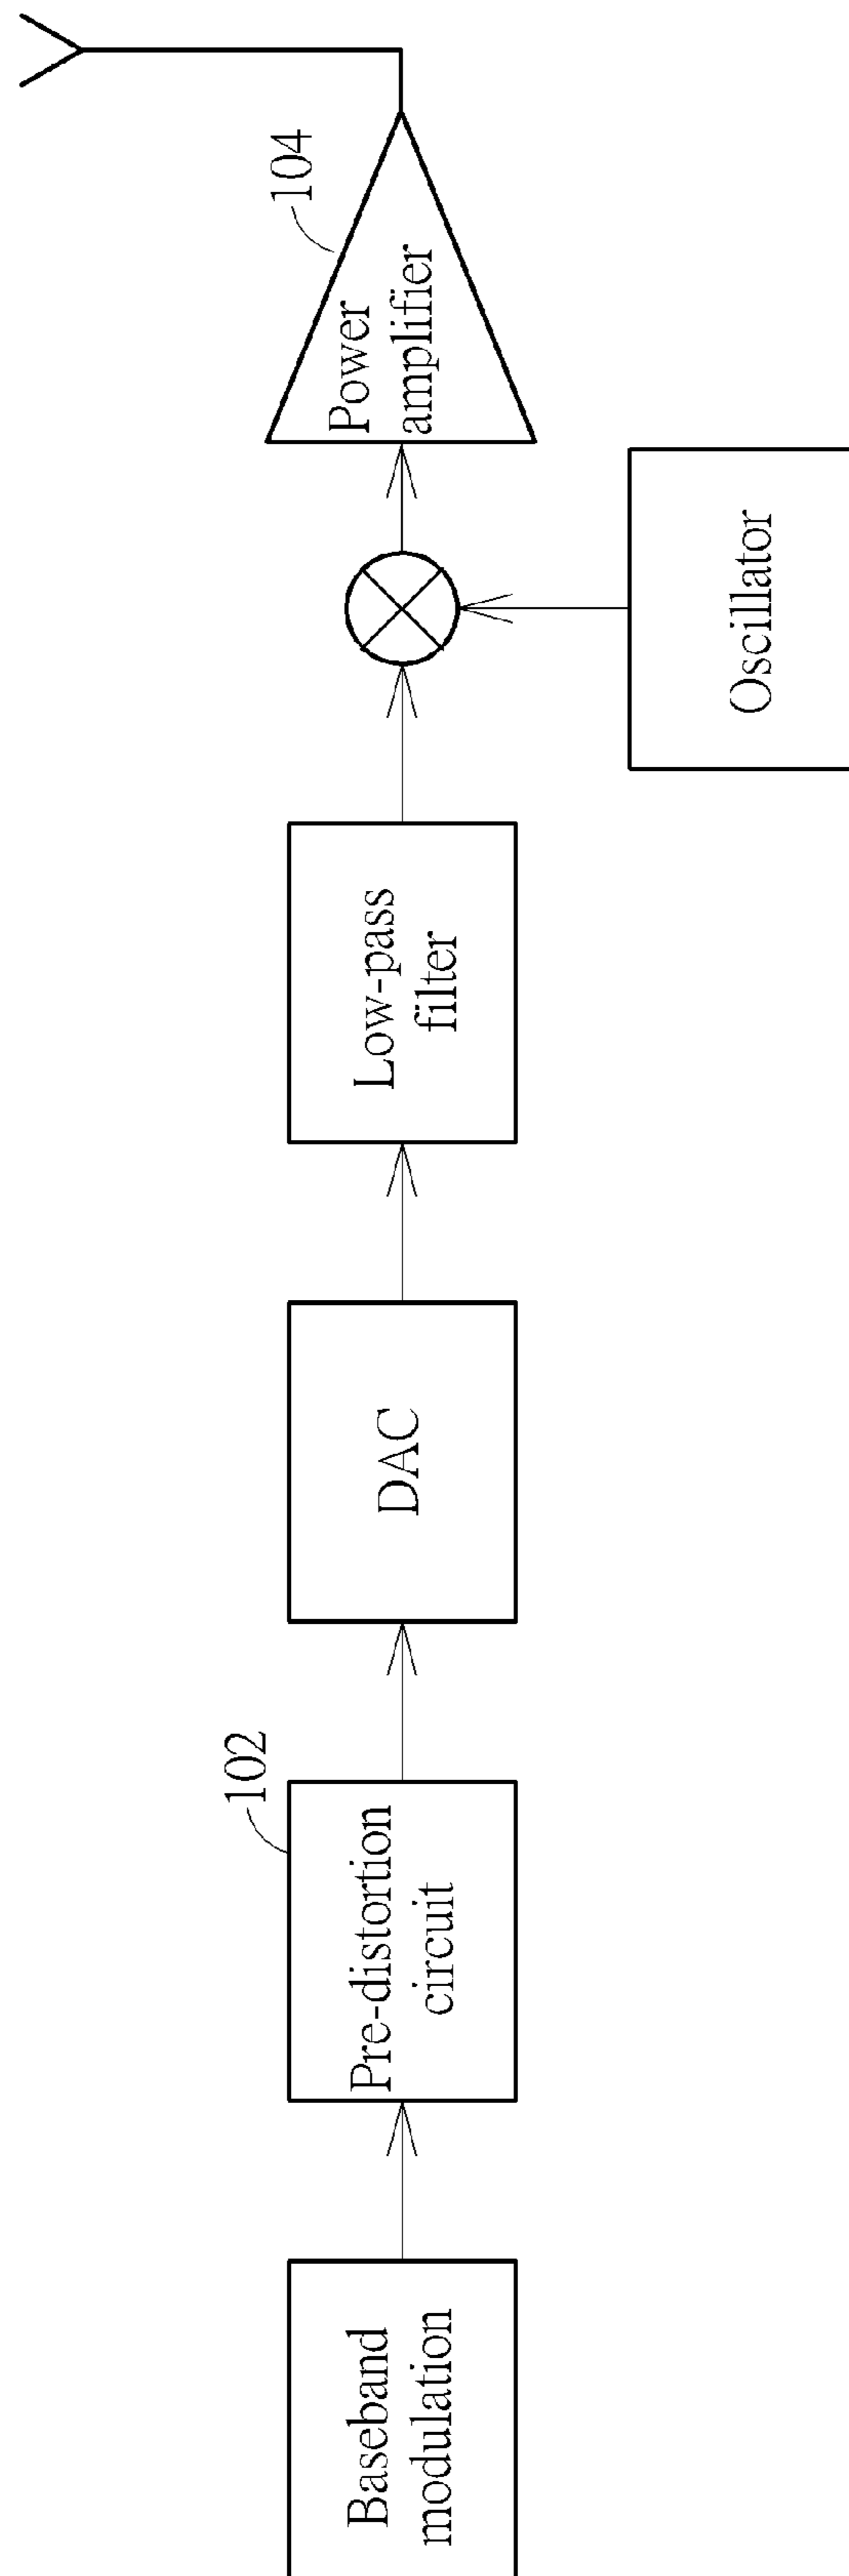 Baseband
modulation
102
Pre-distortion
circuit
DAC
Low-pass
filter
Oscillator
104
Power
amplifier